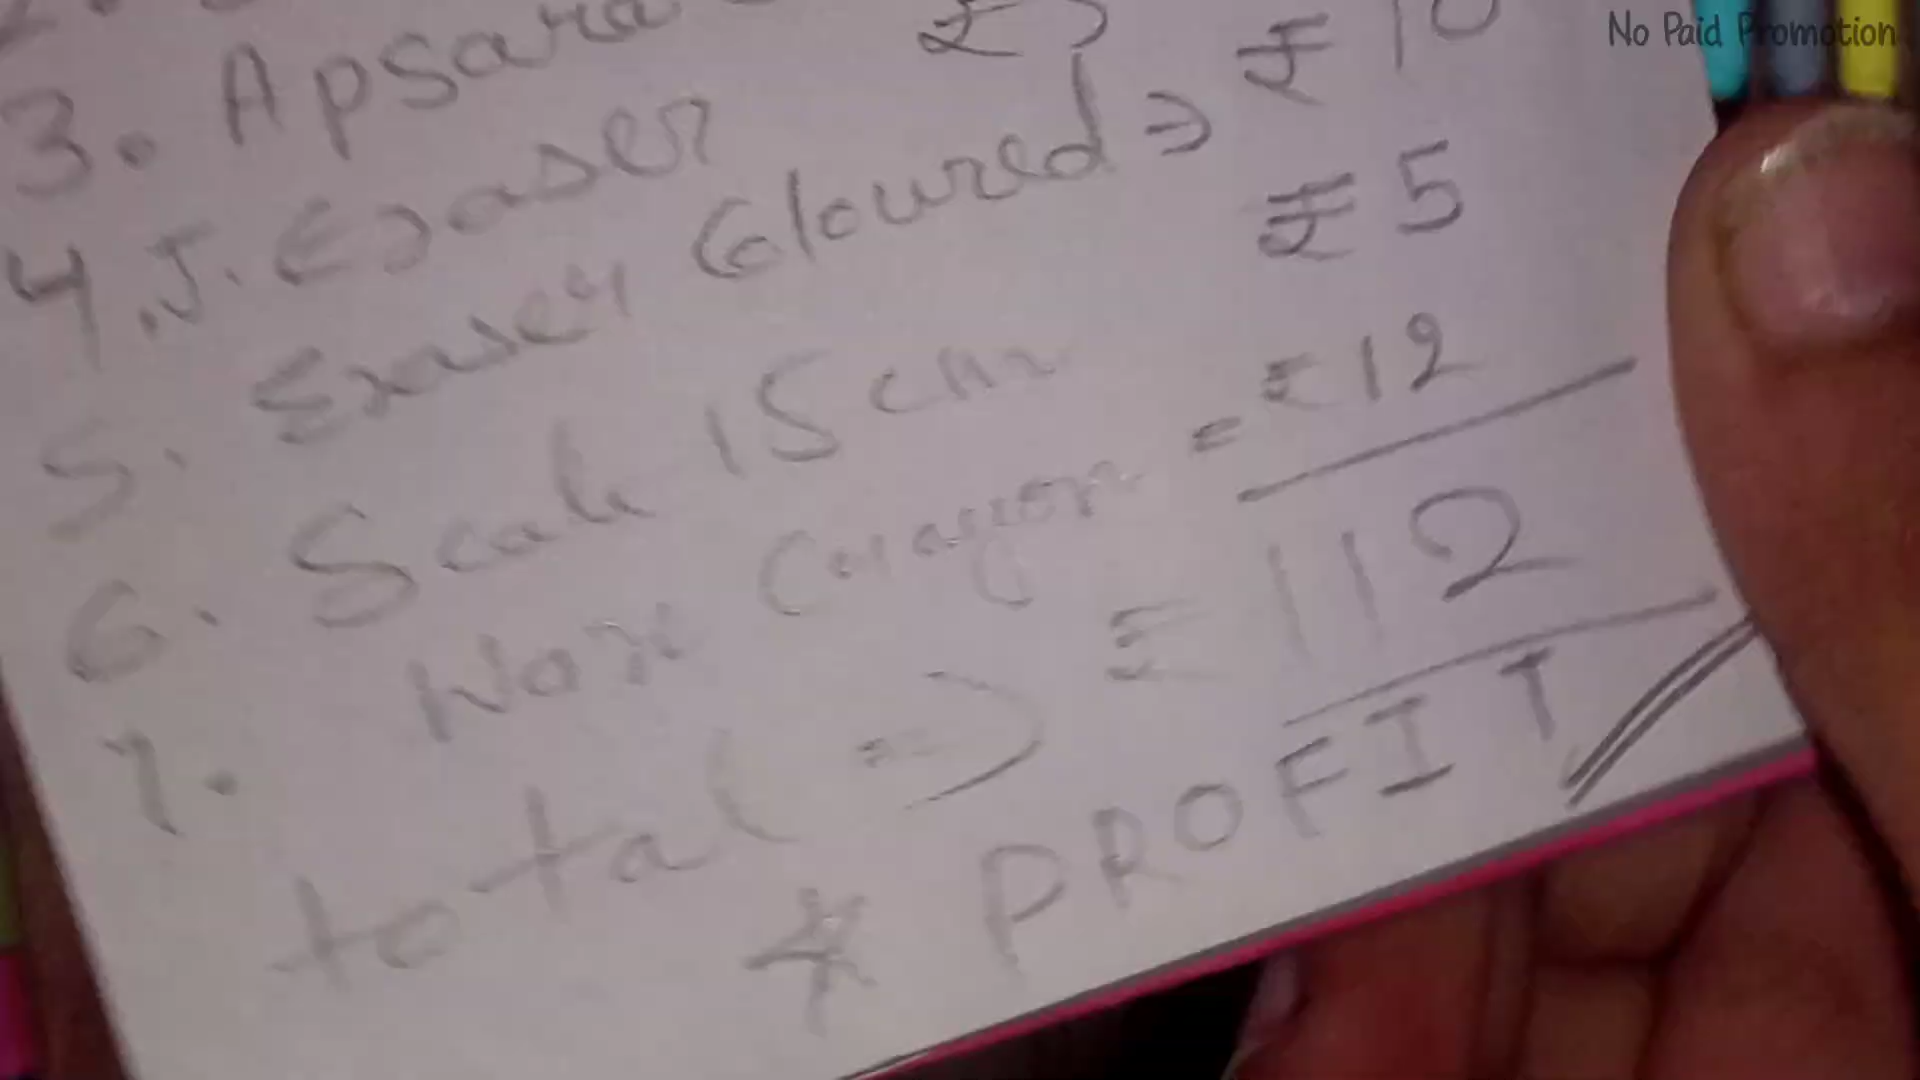 No Paid Promotion
3. Apsara
4. J. Eraser ₹5
5. Eraser Coloured => ₹10
6. Scale 15 cm ₹5
7. Wax Crayon = ₹12
total => = 112
* PROFIT